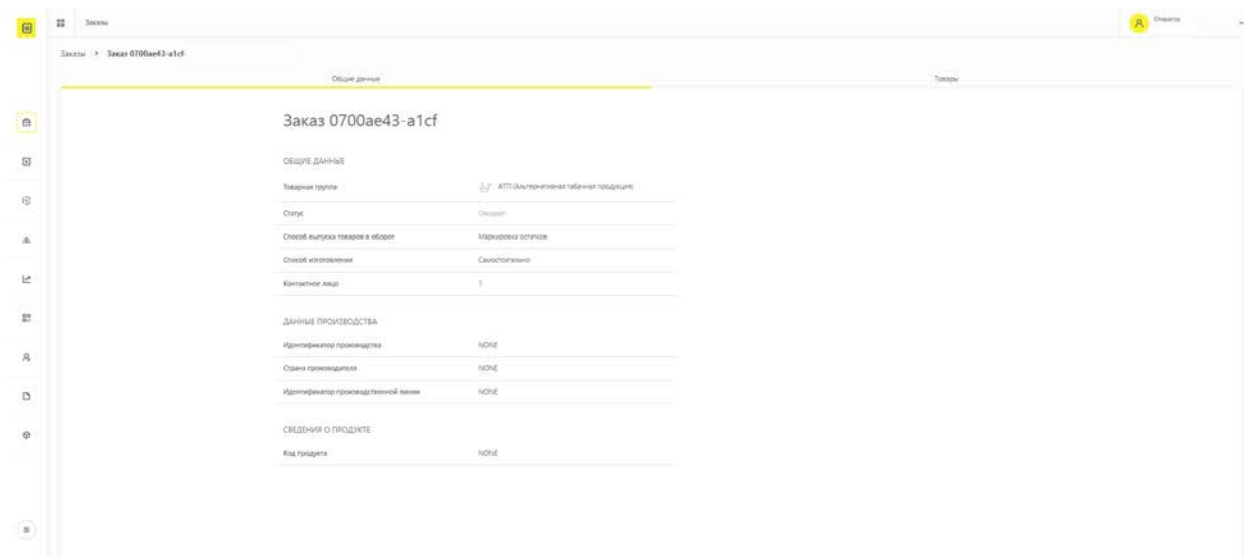 Заказы
Оператор
Заказы > Заказ 0700ae43-a1cf-
Общие данные
Товары
Заказ 0700ae43-a1cf
ОБЩИЕ ДАННЫЕ
Товарная группа
АТП (Альтернативная табачная продукция)
Статус
Ожидает
Способ выпуска товаров в оборот
Маркировка остатков
Способ изготовления
Самостоятельно
Контактное лицо
1
ДАННЫЕ ПРОИЗВОДСТВА
Идентификатор производства
NONE
Страна производителя
NONE
Идентификатор производственной линии
NONE
СВЕДЕНИЯ О ПРОДУКТЕ
Код продукта
NONE